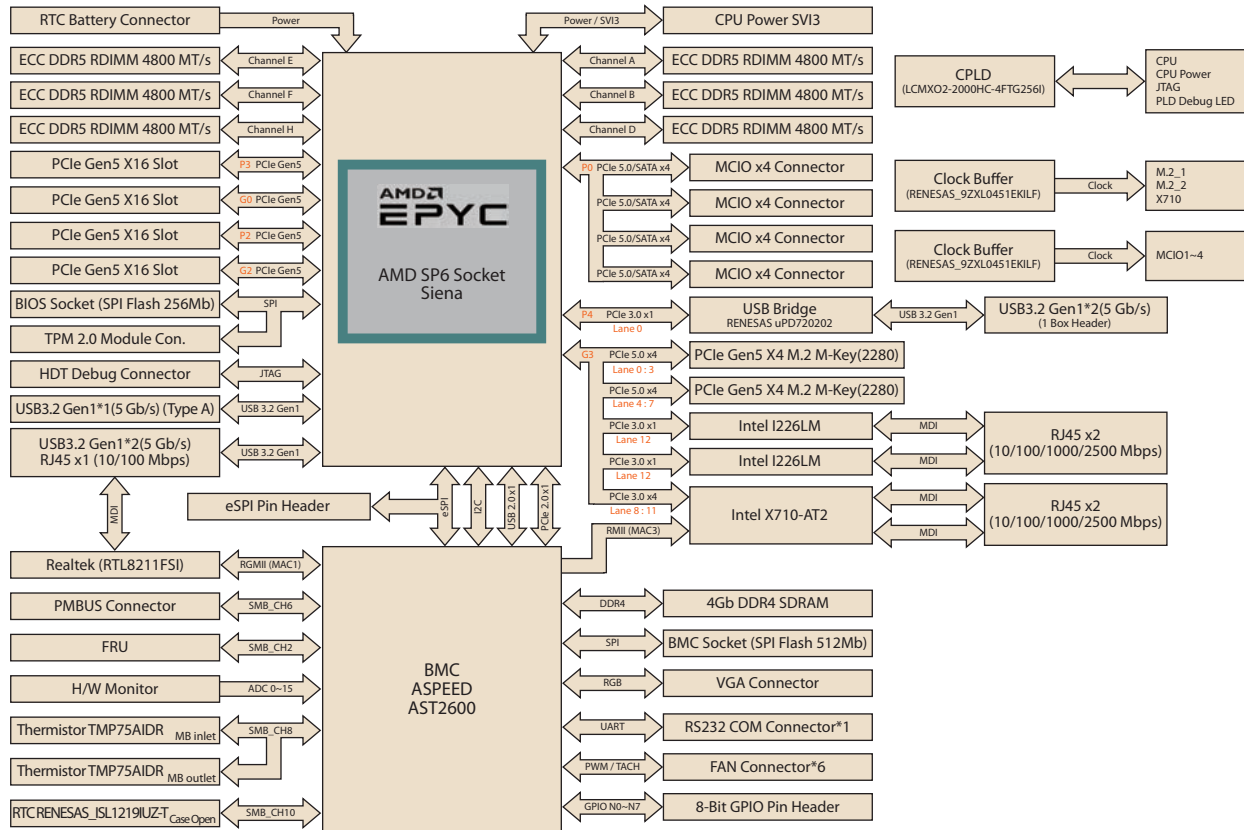 RTC Battery Connector
Power
Power / SVI3
CPU Power SVI3
ECC DDR5 RDIMM 4800 MT/s
Channel E
Channel A
ECC DDR5 RDIMM 4800 MT/s
ECC DDR5 RDIMM 4800 MT/s
Channel F
Channel B
ECC DDR5 RDIMM 4800 MT/s
ECC DDR5 RDIMM 4800 MT/s
Channel H
Channel D
ECC DDR5 RDIMM 4800 MT/s
CPLD
(LCMXO2-2000HC-4FTG256I)
CPU
CPU Power
JTAG
PLD Debug LED
PCIe Gen5 X16 Slot
P3 PCIe Gen5
P0 PCIe 5.0/SATA x4
MCIO x4 Connector
PCIe Gen5 X16 Slot
G0 PCIe Gen5
PCIe 5.0/SATA x4
MCIO x4 Connector
PCIe Gen5 X16 Slot
P2 PCIe Gen5
PCIe 5.0/SATA x4
MCIO x4 Connector
PCIe Gen5 X16 Slot
G2 PCIe Gen5
PCIe 5.0/SATA x4
MCIO x4 Connector
Clock Buffer
(RENESAS_9ZXL0451EKILF)
Clock
M.2_1
M.2_2
X710
Clock Buffer
(RENESAS_9ZXL0451EKILF)
Clock
MCIO1~4
AMD
EPYC
AMD SP6 Socket
Siena
BIOS Socket (SPI Flash 256Mb)
SPI
TPM 2.0 Module Con.
HDT Debug Connector
JTAG
USB3.2 Gen1*1(5 Gb/s) (Type A)
USB 3.2 Gen1
USB3.2 Gen1*2(5 Gb/s)
RJ45 x1 (10/100 Mbps)
USB 3.2 Gen1
P4 PCIe 3.0 x1
Lane 0
USB Bridge
RENESAS uPD720202
USB 3.2 Gen1
USB3.2 Gen1*2(5 Gb/s)
(1 Box Header)
G3 PCIe 5.0 x4
Lane 0 : 3
PCIe Gen5 X4 M.2 M-Key(2280)
PCIe 5.0 x4
Lane 4 : 7
PCIe Gen5 X4 M.2 M-Key(2280)
PCIe 3.0 x1
Lane 12
Intel I226LM
MDI
PCIe 3.0 x1
Lane 12
Intel I226LM
MDI
RJ45 x2
(10/100/1000/2500 Mbps)
PCIe 3.0 x4
Lane 8 : 11
Intel X710-AT2
MDI
MDI
RJ45 x2
(10/100/1000/2500 Mbps)
RMII (MAC3)
MDI
eSPI Pin Header
eSPI
I2C
USB 2.0 x1
PCIe 2.0 x1
Realtek (RTL8211FSI)
RGMII (MAC1)
PMBUS Connector
SMB_CH6
FRU
SMB_CH2
H/W Monitor
ADC 0~15
Thermistor TMP75AIDR MB inlet
SMB_CH8
Thermistor TMP75AIDR MB outlet
RTC RENESAS_ISL1219IUZ-T Case Open
SMB_CH10
BMC
ASPEED
AST2600
DDR4
4Gb DDR4 SDRAM
SPI
BMC Socket (SPI Flash 512Mb)
RGB
VGA Connector
UART
RS232 COM Connector*1
PWM / TACH
FAN Connector*6
GPIO N0~N7
8-Bit GPIO Pin Header